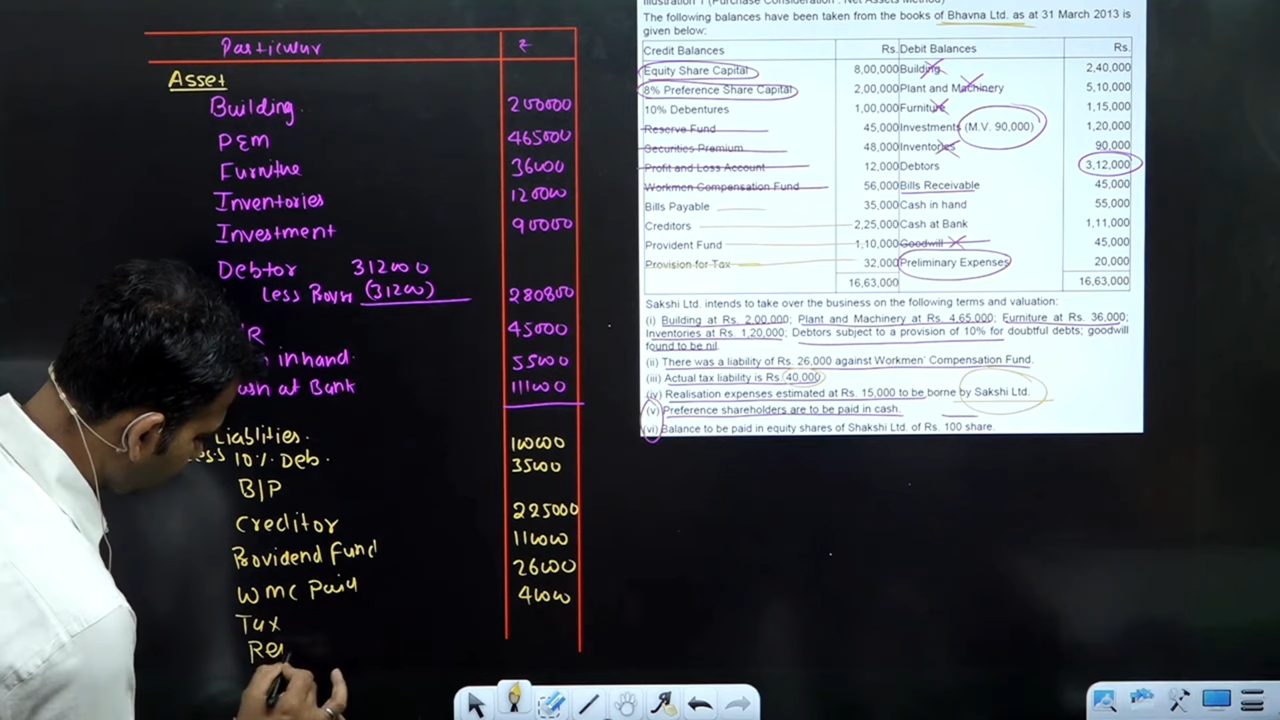 Particular ₹
Asset
Building 200000
P&M 465000
Furniture 36000
Inventories 120000
Investment 90000
Debtor 312000
less (31200) 280800
R 45000
in hand 55000
ash at Bank 111000
Liablities.
10% Deb. 100000
B/P 35000
Creditor 225000
Providend Fund 110000
WMC Paid 26000
Tax 40000
Re
The following balances have been taken from the books of Bhavna Ltd. as at 31 March 2013 is
given below:
Credit Balances Rs. Debit Balances Rs.
Equity Share Capital 8,00,000 Building 2,40,000
8% Preference Share Capital 2,00,000 Plant and Machinery 5,10,000
10% Debentures 1,00,000 Furniture 1,15,000
Reserve Fund 45,000 Investments (M.V. 90,000) 1,20,000
Securities Premium 48,000 Inventories 90,000
Profit and Loss Account 12,000 Debtors 3,12,000
Workmen Compensation Fund 56,000 Bills Receivable 45,000
Bills Payable 35,000 Cash in hand 55,000
Creditors 2,25,000 Cash at Bank 1,11,000
Provident Fund 1,10,000 Goodwill 45,000
Provision for Tax 32,000 Preliminary Expenses 20,000
16,63,000 16,63,000
Sakshi Ltd. intends to take over the business on the following terms and valuation:
(i) Building at Rs. 2,00,000; Plant and Machinery at Rs. 4,65,000; Furniture at Rs. 36,000;
Inventories at Rs. 1,20,000; Debtors subject to a provision of 10% for doubtful debts; goodwill
found to be nil.
(ii) There was a liability of Rs. 26,000 against Workmen' Compensation Fund.
(iii) Actual tax liability is Rs. 40,000
(iv) Realisation expenses estimated at Rs. 15,000 to be borne by Sakshi Ltd.
(v) Preference shareholders are to be paid in cash.
(vi) Balance to be paid in equity shares of Shakshi Ltd. of Rs. 100 share.